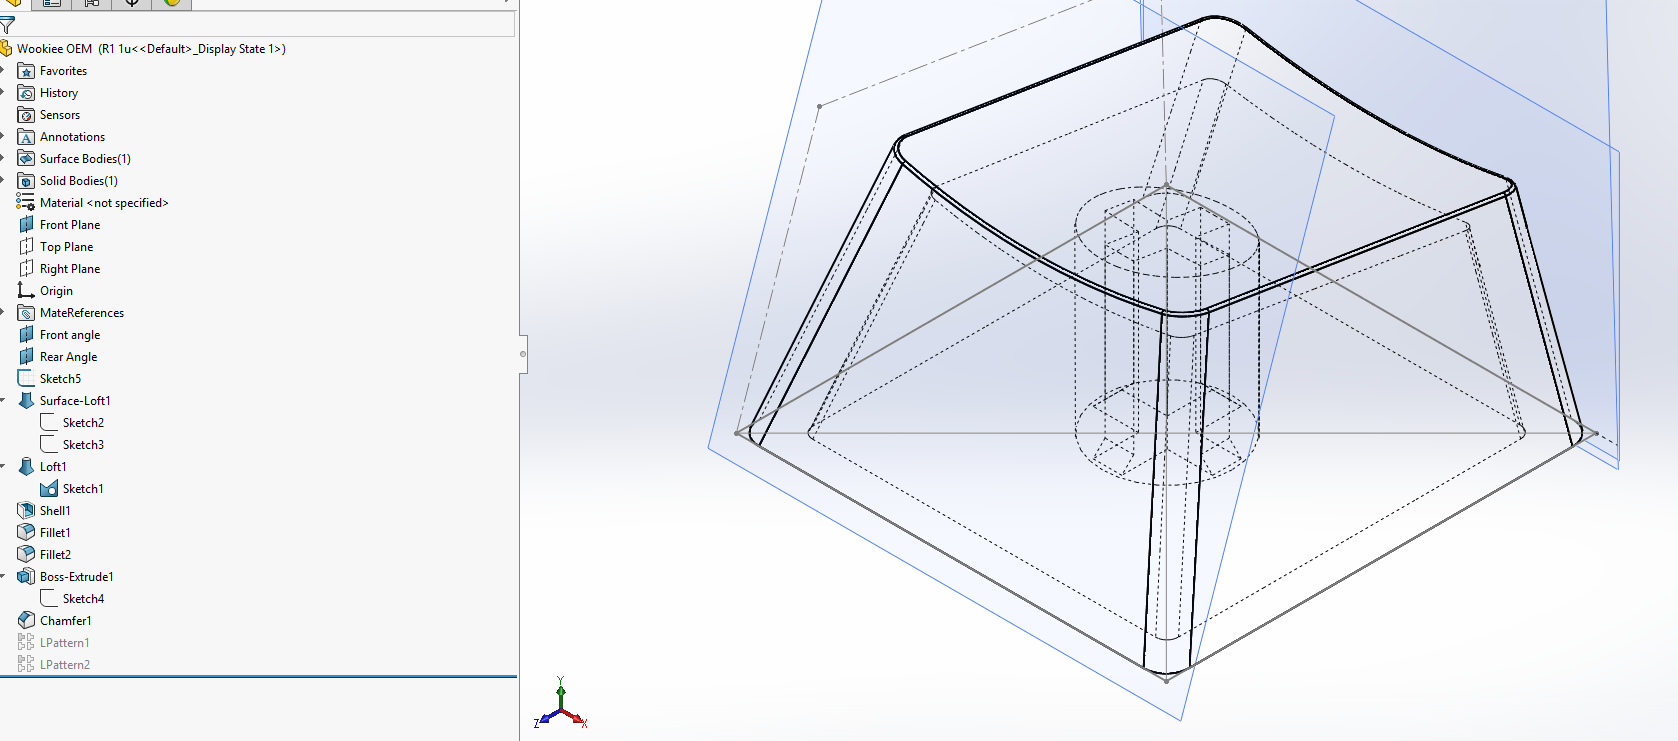 Wookiee OEM (R1 1u<<Default>_Display State 1>)
Favorites
History
Sensors
Annotations
Surface Bodies(1)
Solid Bodies(1)
Material <not specified>
Front Plane
Top Plane
Right Plane
Origin
MateReferences
Front angle
Rear Angle
Sketch5
Surface-Loft1
Sketch2
Sketch3
Loft1
Sketch1
Shell1
Fillet1
Fillet2
Boss-Extrude1
Sketch4
Chamfer1
LPattern1
LPattern2
Y
Z X